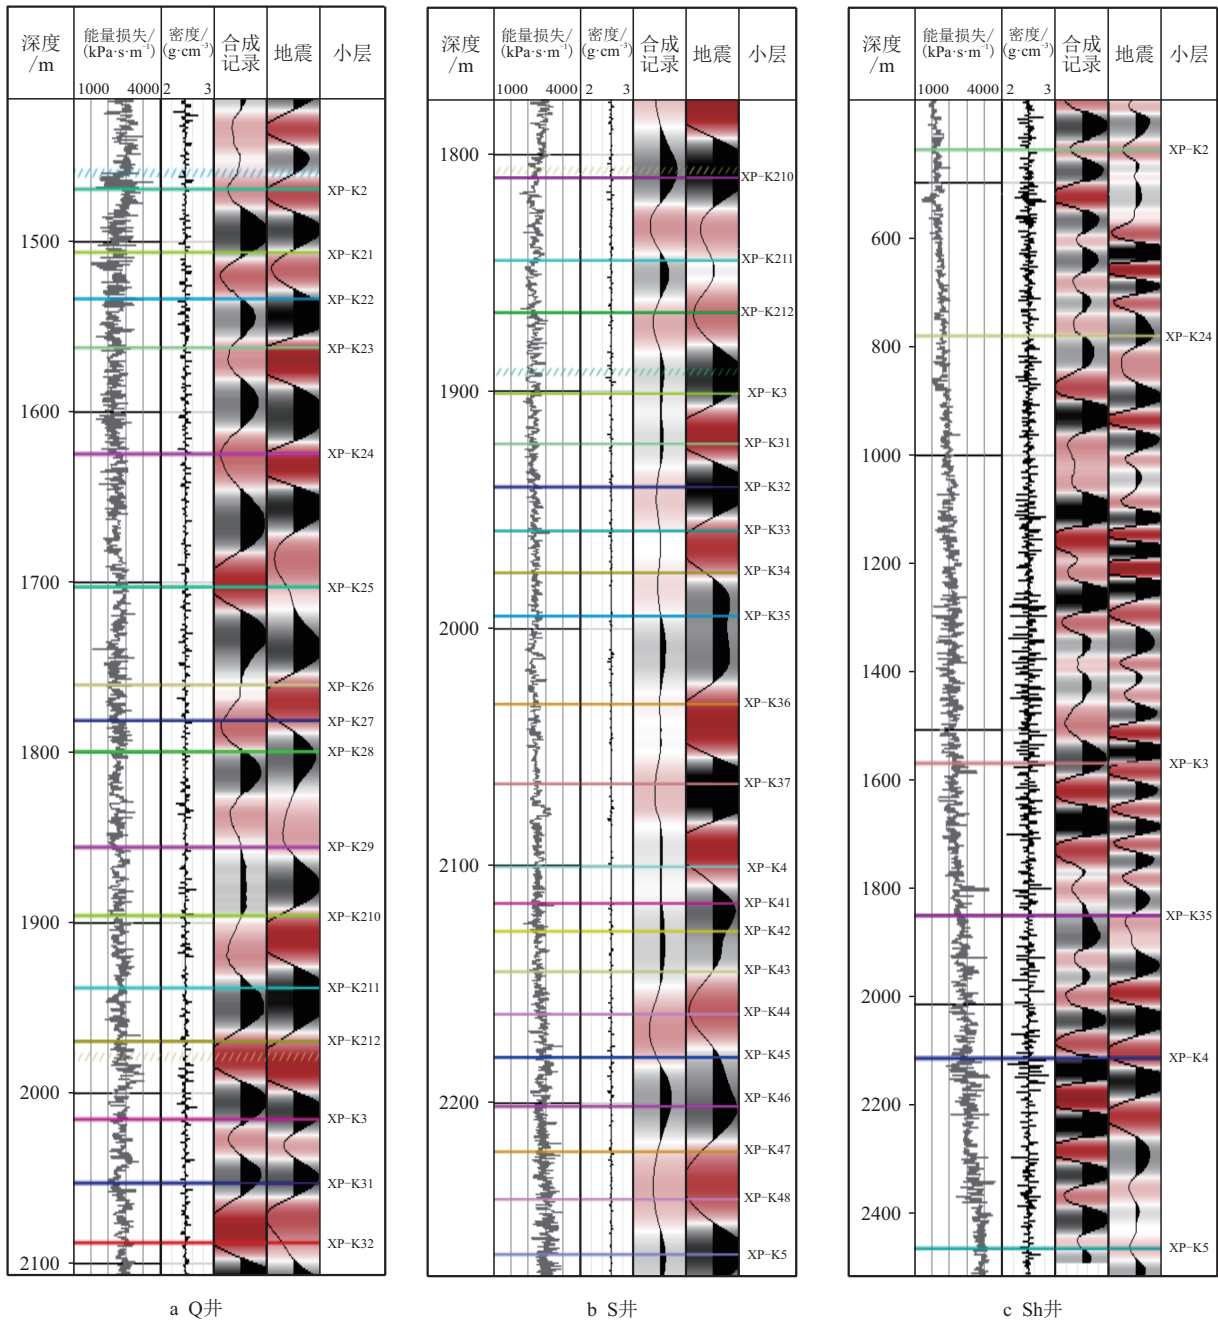 深度/m
能量损失/(kPa·s·m⁻¹)
1000 4000
密度/(g·cm⁻³)
2 3
合成记录
地震
小层
1500
1600
1700
1800
1900
2000
2100
XP-K2
XP-K21
XP-K22
XP-K23
XP-K24
XP-K25
XP-K26
XP-K27
XP-K28
XP-K29
XP-K210
XP-K211
XP-K212
XP-K3
XP-K31
XP-K32
a Q井
深度/m
能量损失/(kPa·s·m⁻¹)
1000 4000
密度/(g·cm⁻³)
2 3
合成记录
地震
小层
1800
1900
2000
2100
2200
XP-K210
XP-K211
XP-K212
XP-K3
XP-K31
XP-K32
XP-K33
XP-K34
XP-K35
XP-K36
XP-K37
XP-K4
XP-K41
XP-K42
XP-K43
XP-K44
XP-K45
XP-K46
XP-K47
XP-K48
XP-K5
b S井
深度/m
能量损失/(kPa·s·m⁻¹)
1000 4000
密度/(g·cm⁻³)
2 3
合成记录
地震
小层
600
800
1000
1200
1400
1600
1800
2000
2200
2400
XP-K2
XP-K24
XP-K3
XP-K35
XP-K4
XP-K5
c Sh井